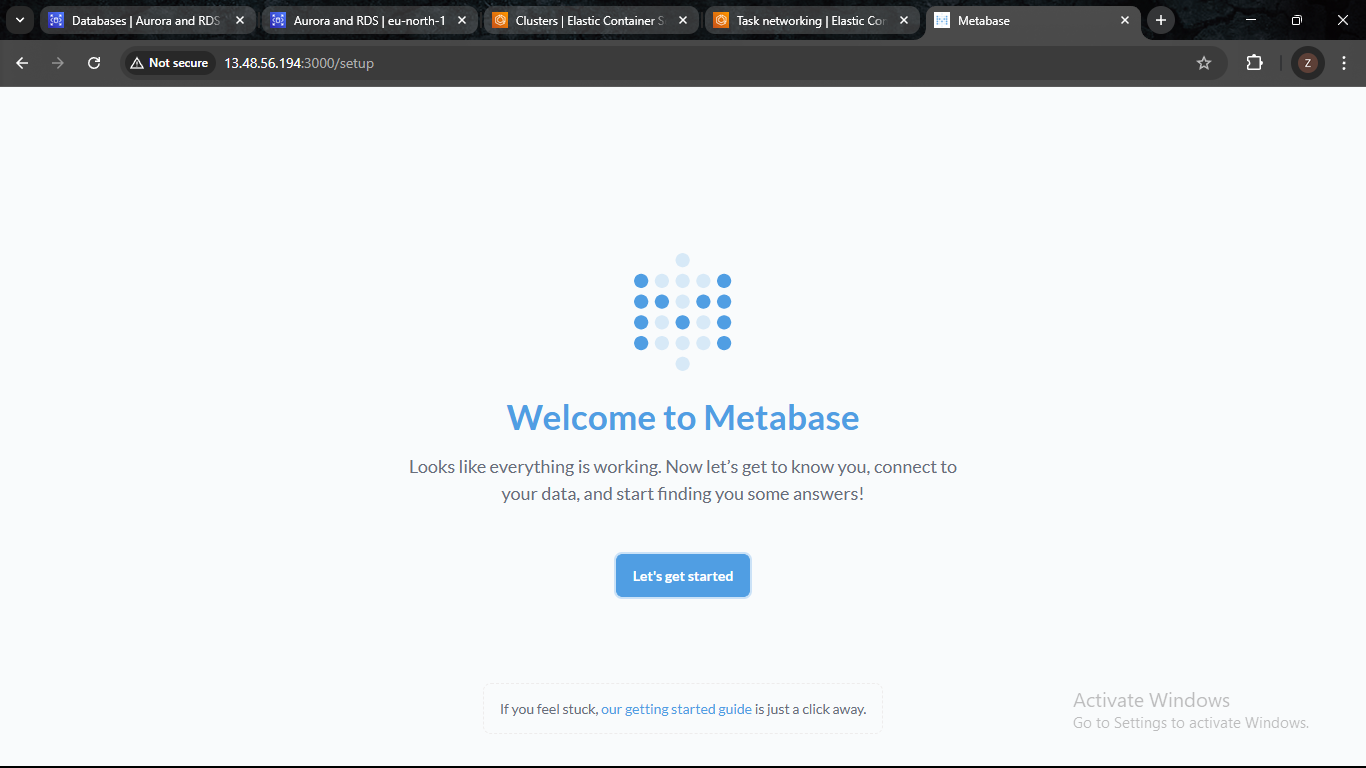 Databases | Aurora and RDS
Aurora and RDS | eu-north-1
Clusters | Elastic Container S
Task networking | Elastic Con
Metabase
Not secure
13.48.56.194:3000/setup
Z
Welcome to Metabase
Looks like everything is working. Now let’s get to know you, connect to
your data, and start finding you some answers!
Let's get started
If you feel stuck, our getting started guide is just a click away.
Activate Windows
Go to Settings to activate Windows.